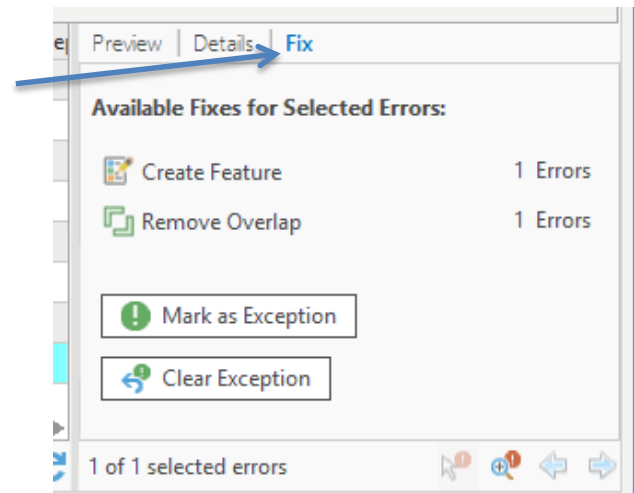 Preview | Details | Fix
Available Fixes for Selected Errors:
Create Feature 1 Errors
Remove Overlap 1 Errors
Mark as Exception
Clear Exception
1 of 1 selected errors